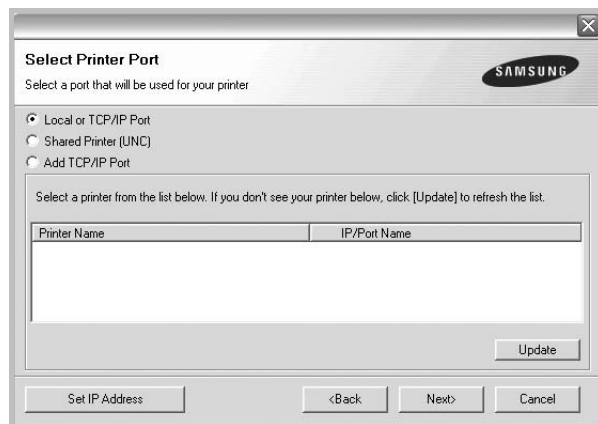 Select Printer Port
Select a port that will be used for your printer
SAMSUNG
Local or TCP/IP Port
Shared Printer (UNC)
Add TCP/IP Port
Select a printer from the list below. If you don't see your printer below, click [Update] to refresh the list.
Printer Name IP/Port Name
Update
Set IP Address <Back Next> Cancel